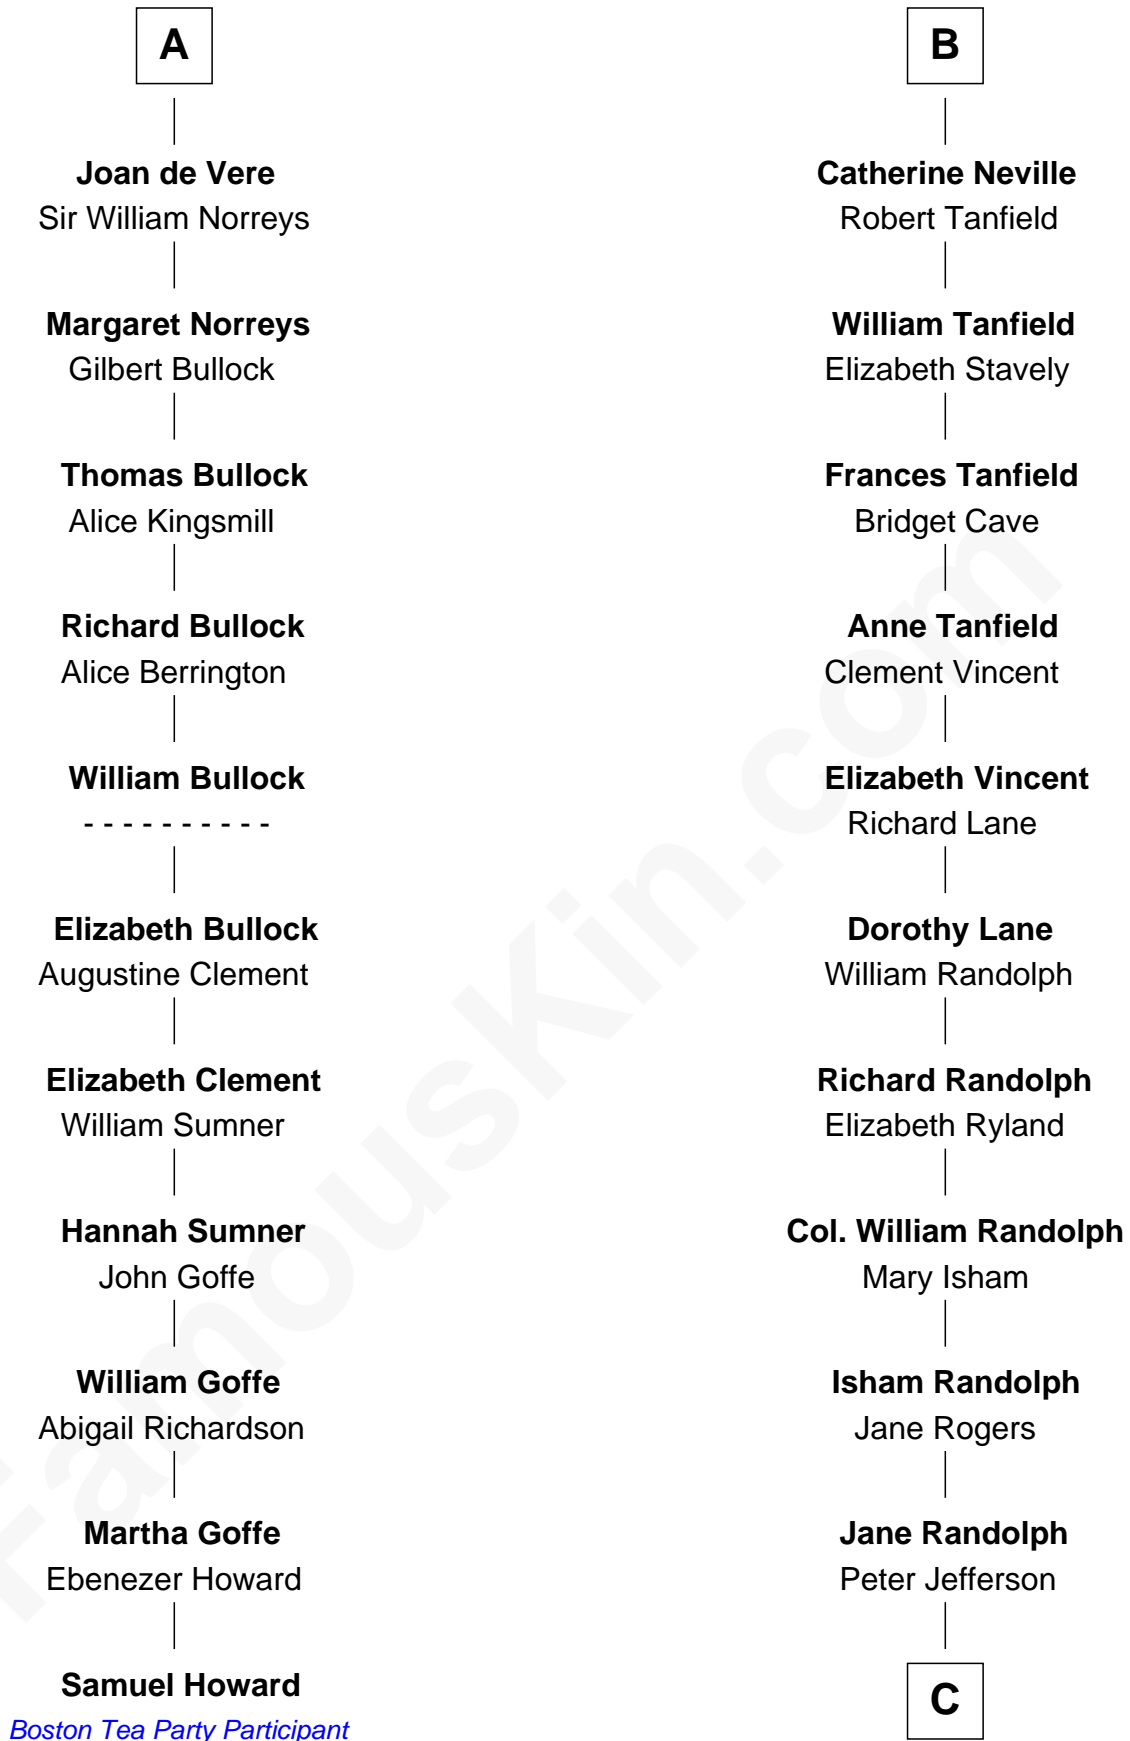 A
Joan de Vere
Sir William Norreys
Margaret Norreys
Gilbert Bullock
Thomas Bullock
Alice Kingsmill
Richard Bullock
Alice Berrington
William Bullock
- - - - - - - - - -
Elizabeth Bullock
Augustine Clement
Elizabeth Clement
William Sumner
Hannah Sumner
John Goffe
William Goffe
Abigail Richardson
Martha Goffe
Ebenezer Howard
Samuel Howard
Boston Tea Party Participant
B
Catherine Neville
Robert Tanfield
William Tanfield
Elizabeth Stavely
Frances Tanfield
Bridget Cave
Anne Tanfield
Clement Vincent
Elizabeth Vincent
Richard Lane
Dorothy Lane
William Randolph
Richard Randolph
Elizabeth Ryland
Col. William Randolph
Mary Isham
Isham Randolph
Jane Rogers
Jane Randolph
Peter Jefferson
C
FamousKin.com